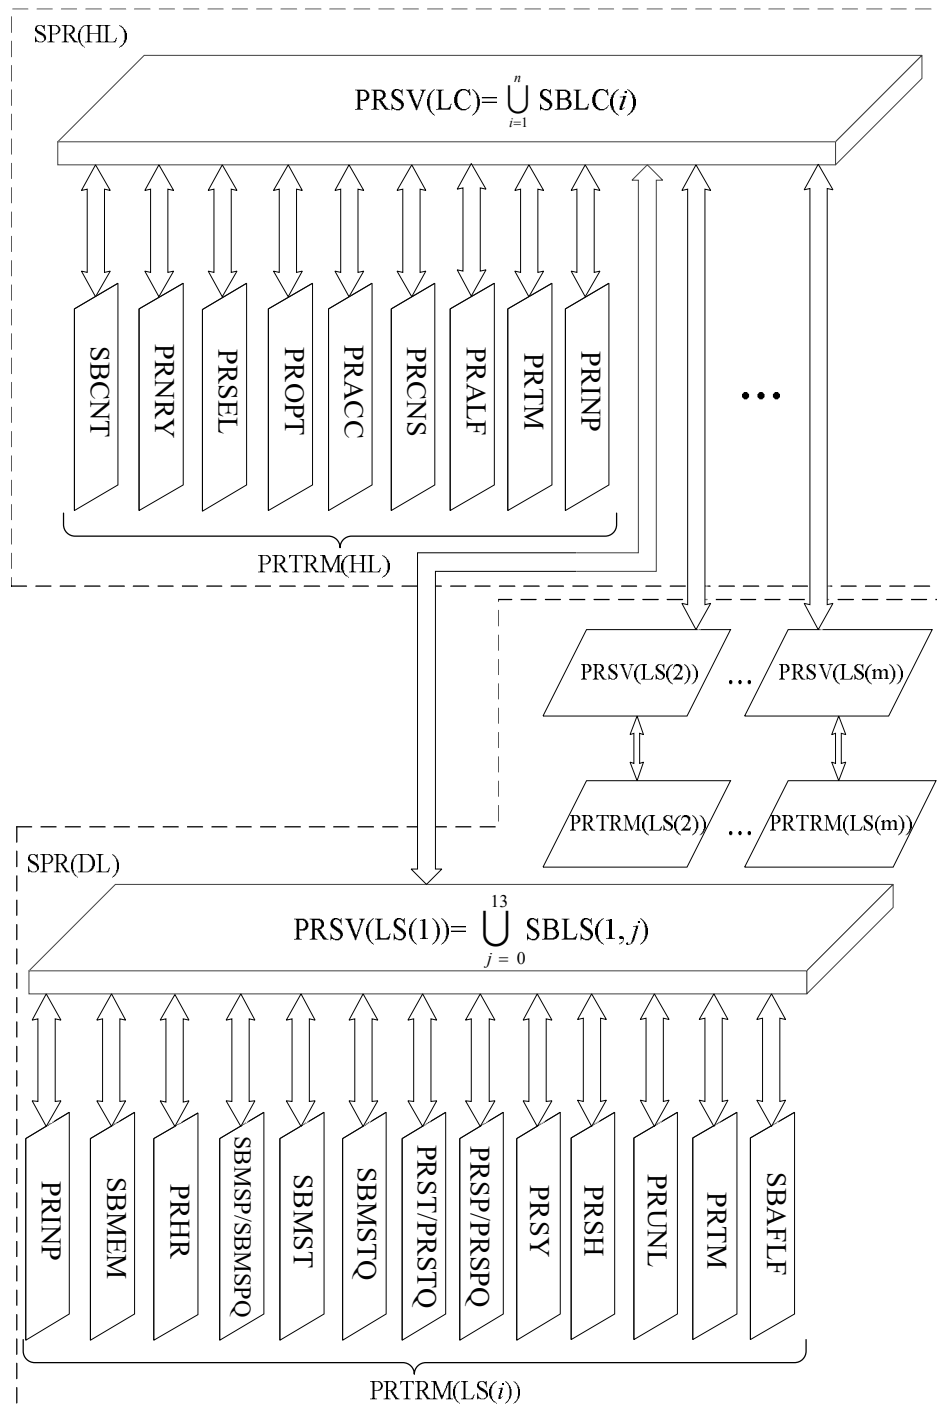 SPR(HL)
PRSV(LC)= ⋃ⁿᵢ₌₁ SBLC(i)
SBCNT
PRNRY
PRSEL
PROPT
PRACC
PRCNS
PRALF
PRTM
PRINP
...
PRTRM(HL)
PRSV(LS(2))
...
PRSV(LS(m))
PRTRM(LS(2))
...
PRTRM(LS(m))
SPR(DL)
PRSV(LS(1))= ⋃¹³ⱼ ₌ ₀ SBLS(1, j)
PRINP
SBMEM
PRHR
SBMSP/SBMSPQ
SBMST
SBMSTQ
PRST/PRSTQ
PRSP/PRSPQ
PRSY
PRSH
PRUNL
PRTM
SBAFLF
PRTRM(LS(i))